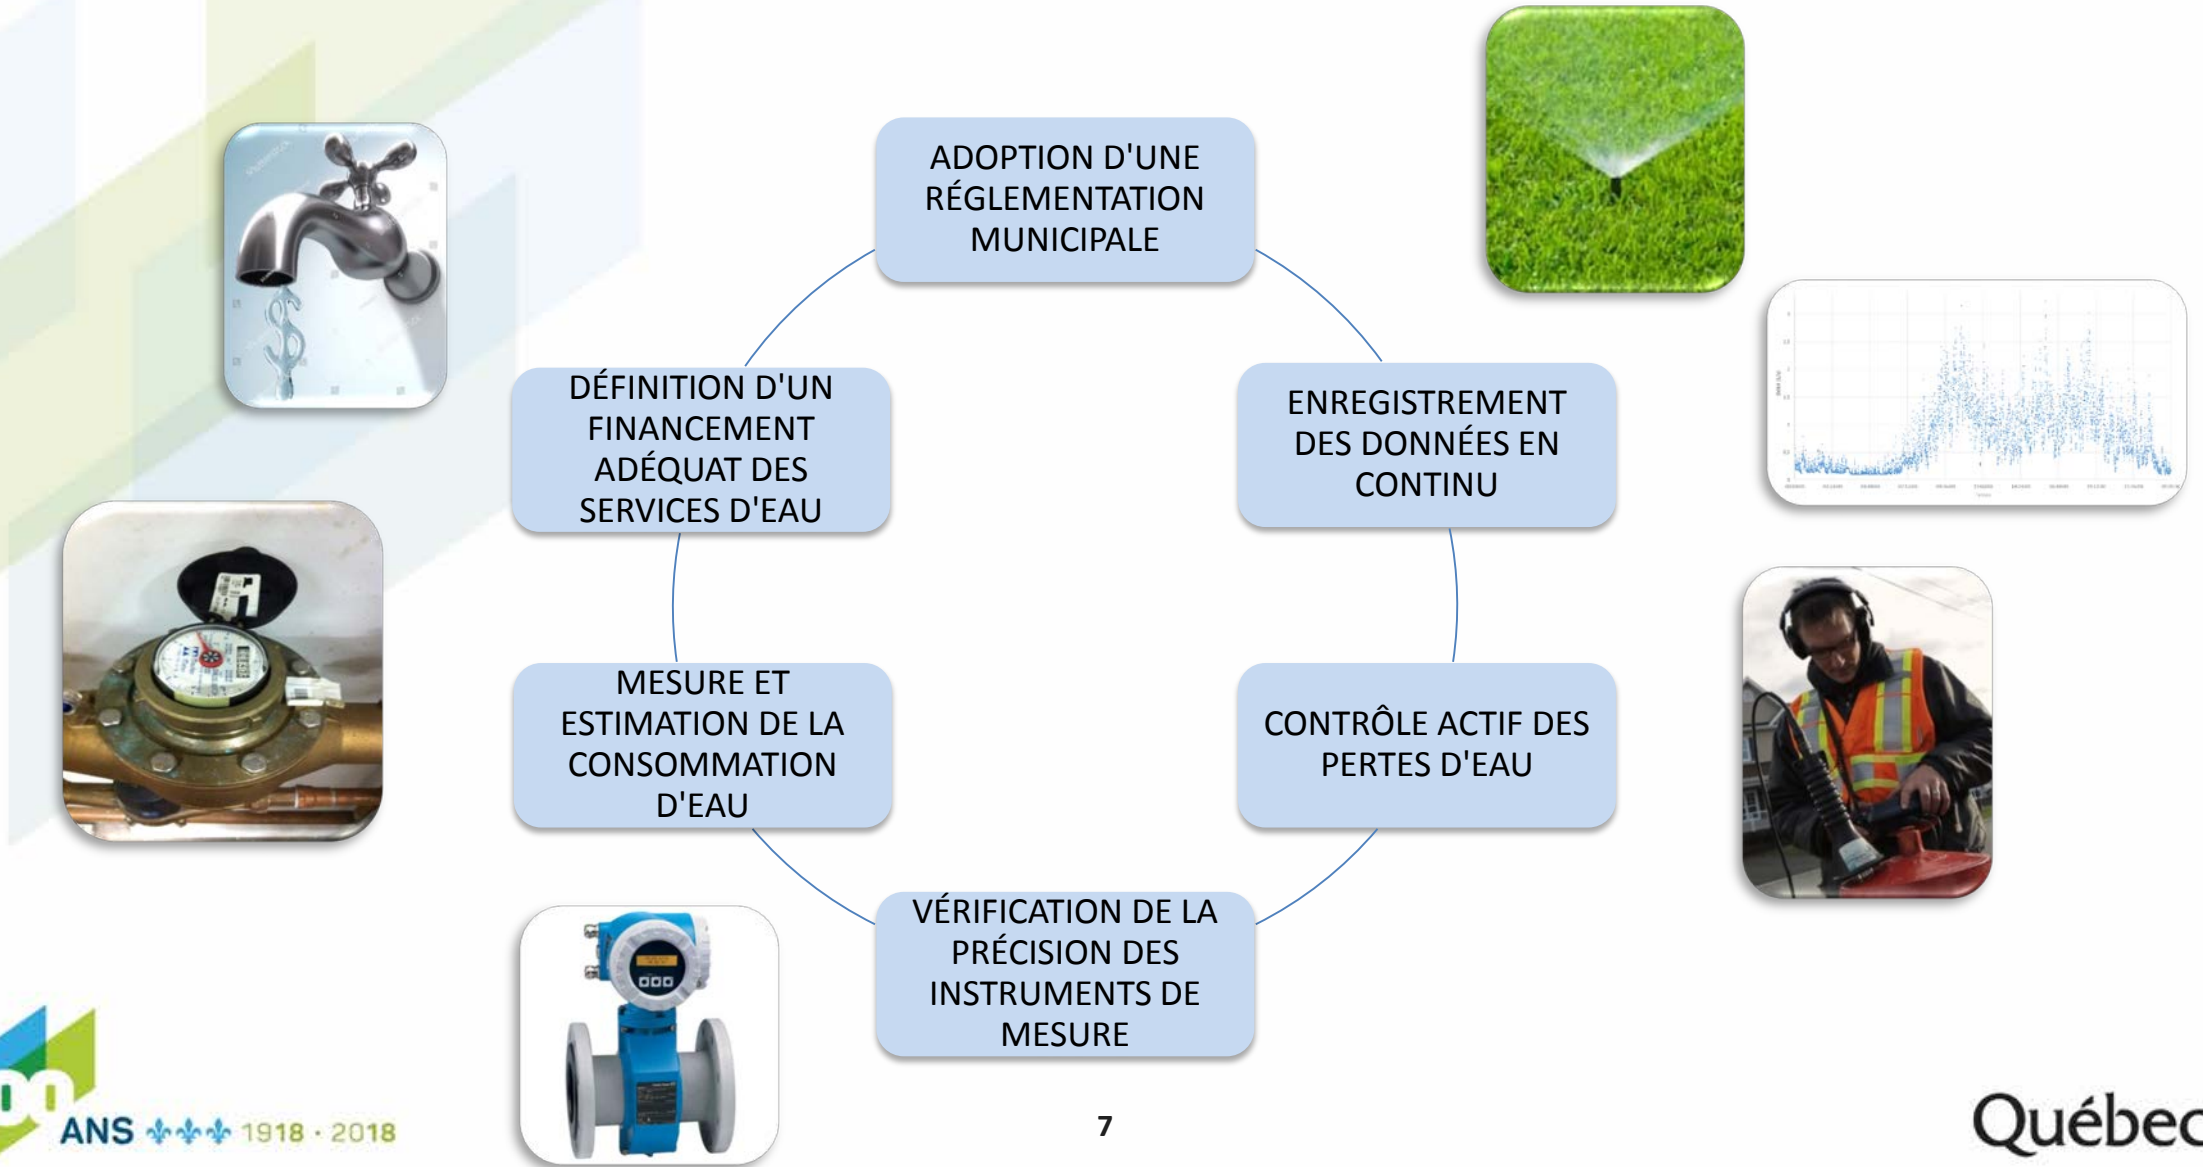 ADOPTION D'UNE
RÉGLEMENTATION
MUNICIPALE
DÉFINITION D'UN
FINANCEMENT
ADÉQUAT DES
SERVICES D'EAU
ENREGISTREMENT
DES DONNÉES EN
CONTINU
MESURE ET
ESTIMATION DE LA
CONSOMMATION
D'EAU
CONTRÔLE ACTIF DES
PERTES D'EAU
VÉRIFICATION DE LA
PRÉCISION DES
INSTRUMENTS DE
MESURE
ANS 1918 · 2018
7
Québec